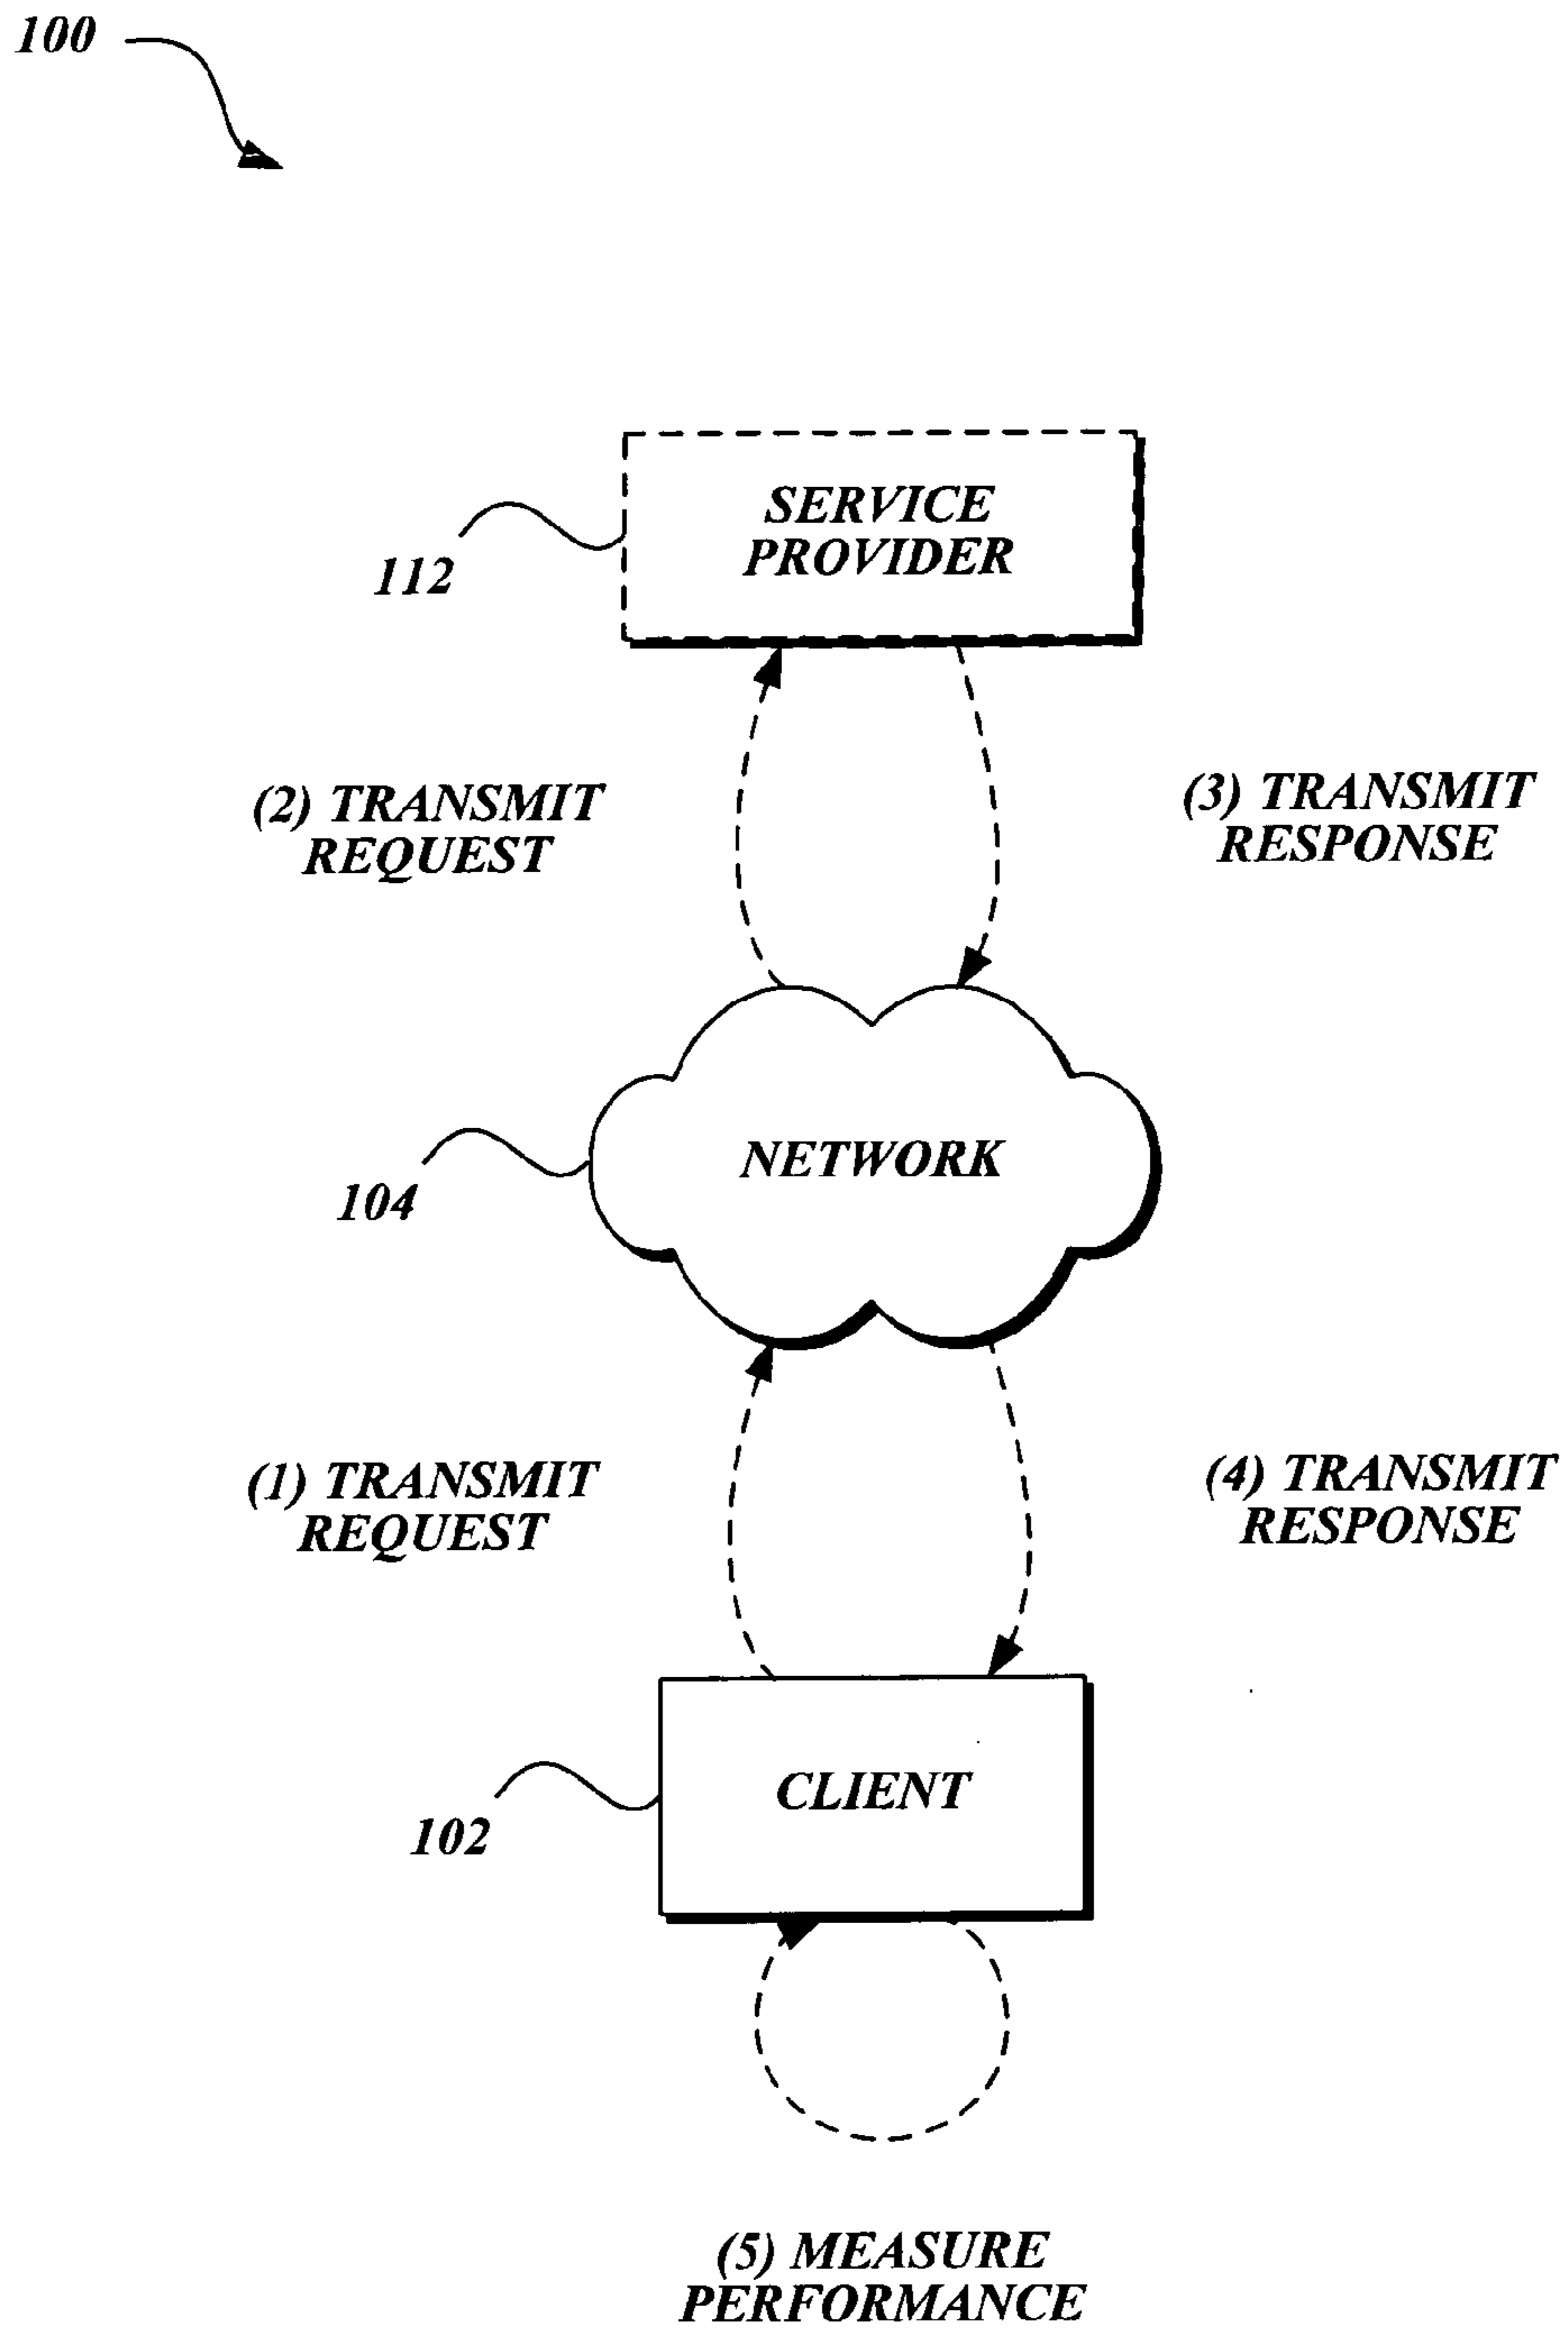 100
SERVICE
PROVIDER
112
(2) TRANSMIT
REQUEST
(3) TRANSMIT
RESPONSE
NETWORK
104
(1) TRANSMIT
REQUEST
(4) TRANSMIT
RESPONSE
CLIENT
102
(5) MEASURE
PERFORMANCE